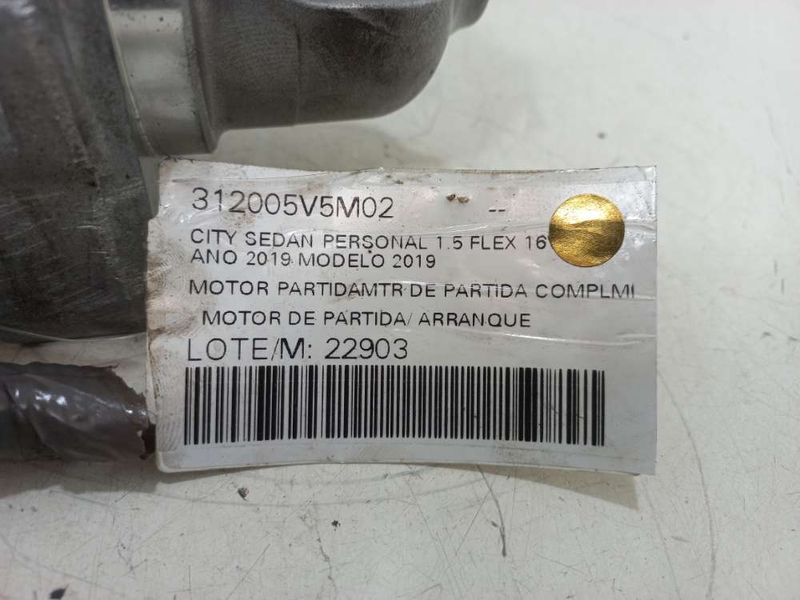 312005V5M02 --
CITY SEDAN PERSONAL 1.5 FLEX 16
ANO 2019 MODELO 2019
MOTOR PARTIDAMTR DE PARTIDA COMPLMI
MOTOR DE PARTIDA/ ARRANQUE
LOTE/M: 22903